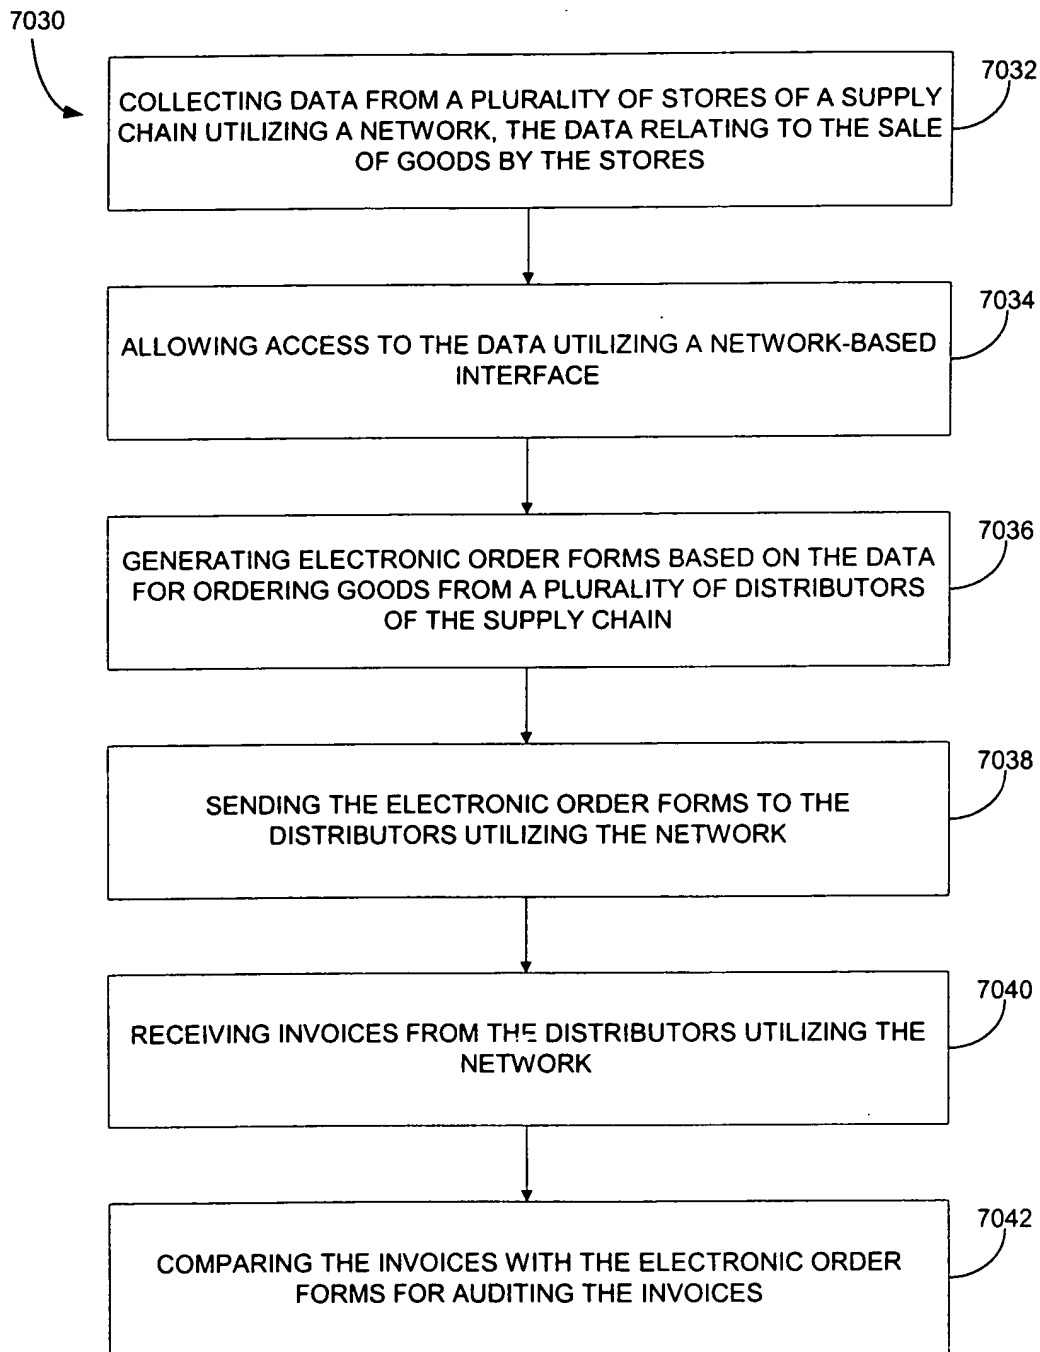 7030
7032
COLLECTING DATA FROM A PLURALITY OF STORES OF A SUPPLY
CHAIN UTILIZING A NETWORK, THE DATA RELATING TO THE SALE
OF GOODS BY THE STORES
7034
ALLOWING ACCESS TO THE DATA UTILIZING A NETWORK-BASED
INTERFACE
7036
GENERATING ELECTRONIC ORDER FORMS BASED ON THE DATA
FOR ORDERING GOODS FROM A PLURALITY OF DISTRIBUTORS
OF THE SUPPLY CHAIN
7038
SENDING THE ELECTRONIC ORDER FORMS TO THE
DISTRIBUTORS UTILIZING THE NETWORK
7040
RECEIVING INVOICES FROM THE DISTRIBUTORS UTILIZING THE
NETWORK
7042
COMPARING THE INVOICES WITH THE ELECTRONIC ORDER
FORMS FOR AUDITING THE INVOICES